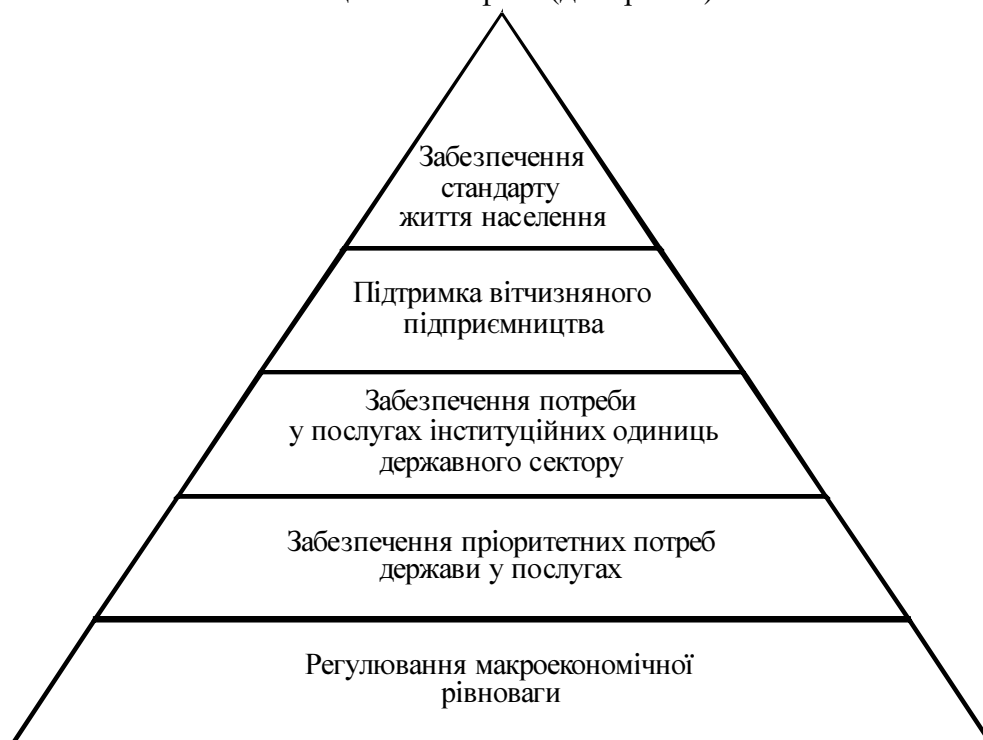 Забезпечення
стандарту
життя населення
Підтримка вітчизняного
підприємництва
Забезпечення потреби
у послугах інституційних одиниць
державного сектору
Забезпечення пріоритетних потреб
держави у послугах
Регулювання макроекономічної
рівноваги